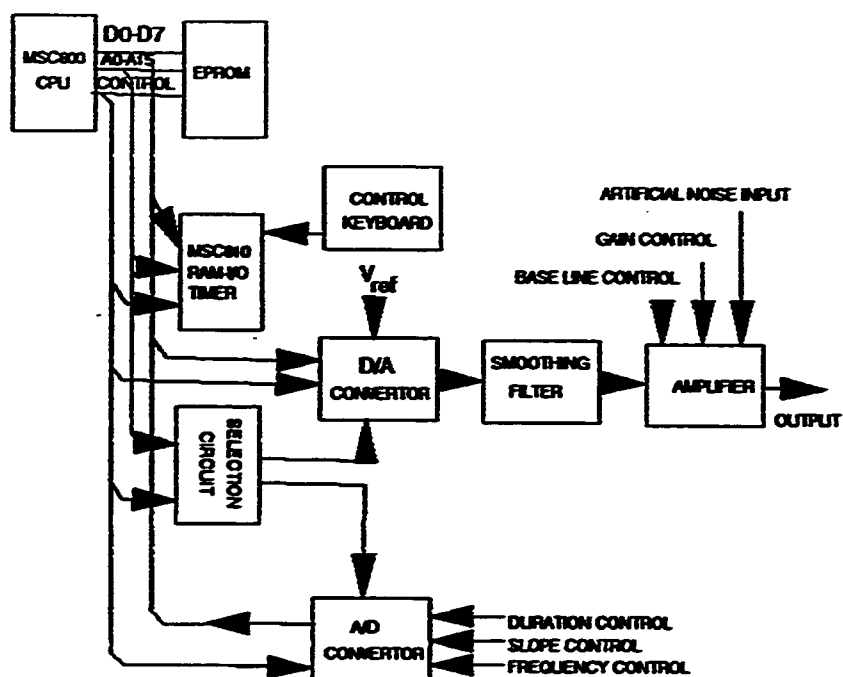 D0-D7
MSC800
CPU
A0-A15
CONTROL
EPROM
CONTROL
KEYBOARD
MSC810
RAM-I/O
TIMER
Vref
ARTIFICIAL NOISE INPUT
GAIN CONTROL
BASE LINE CONTROL
D/A
CONVERTOR
SMOOTHING
FILTER
AMPLIFIER
OUTPUT
SELECTION
CIRCUIT
A/D
CONVERTOR
DURATION CONTROL
SLOPE CONTROL
FREQUENCY CONTROL